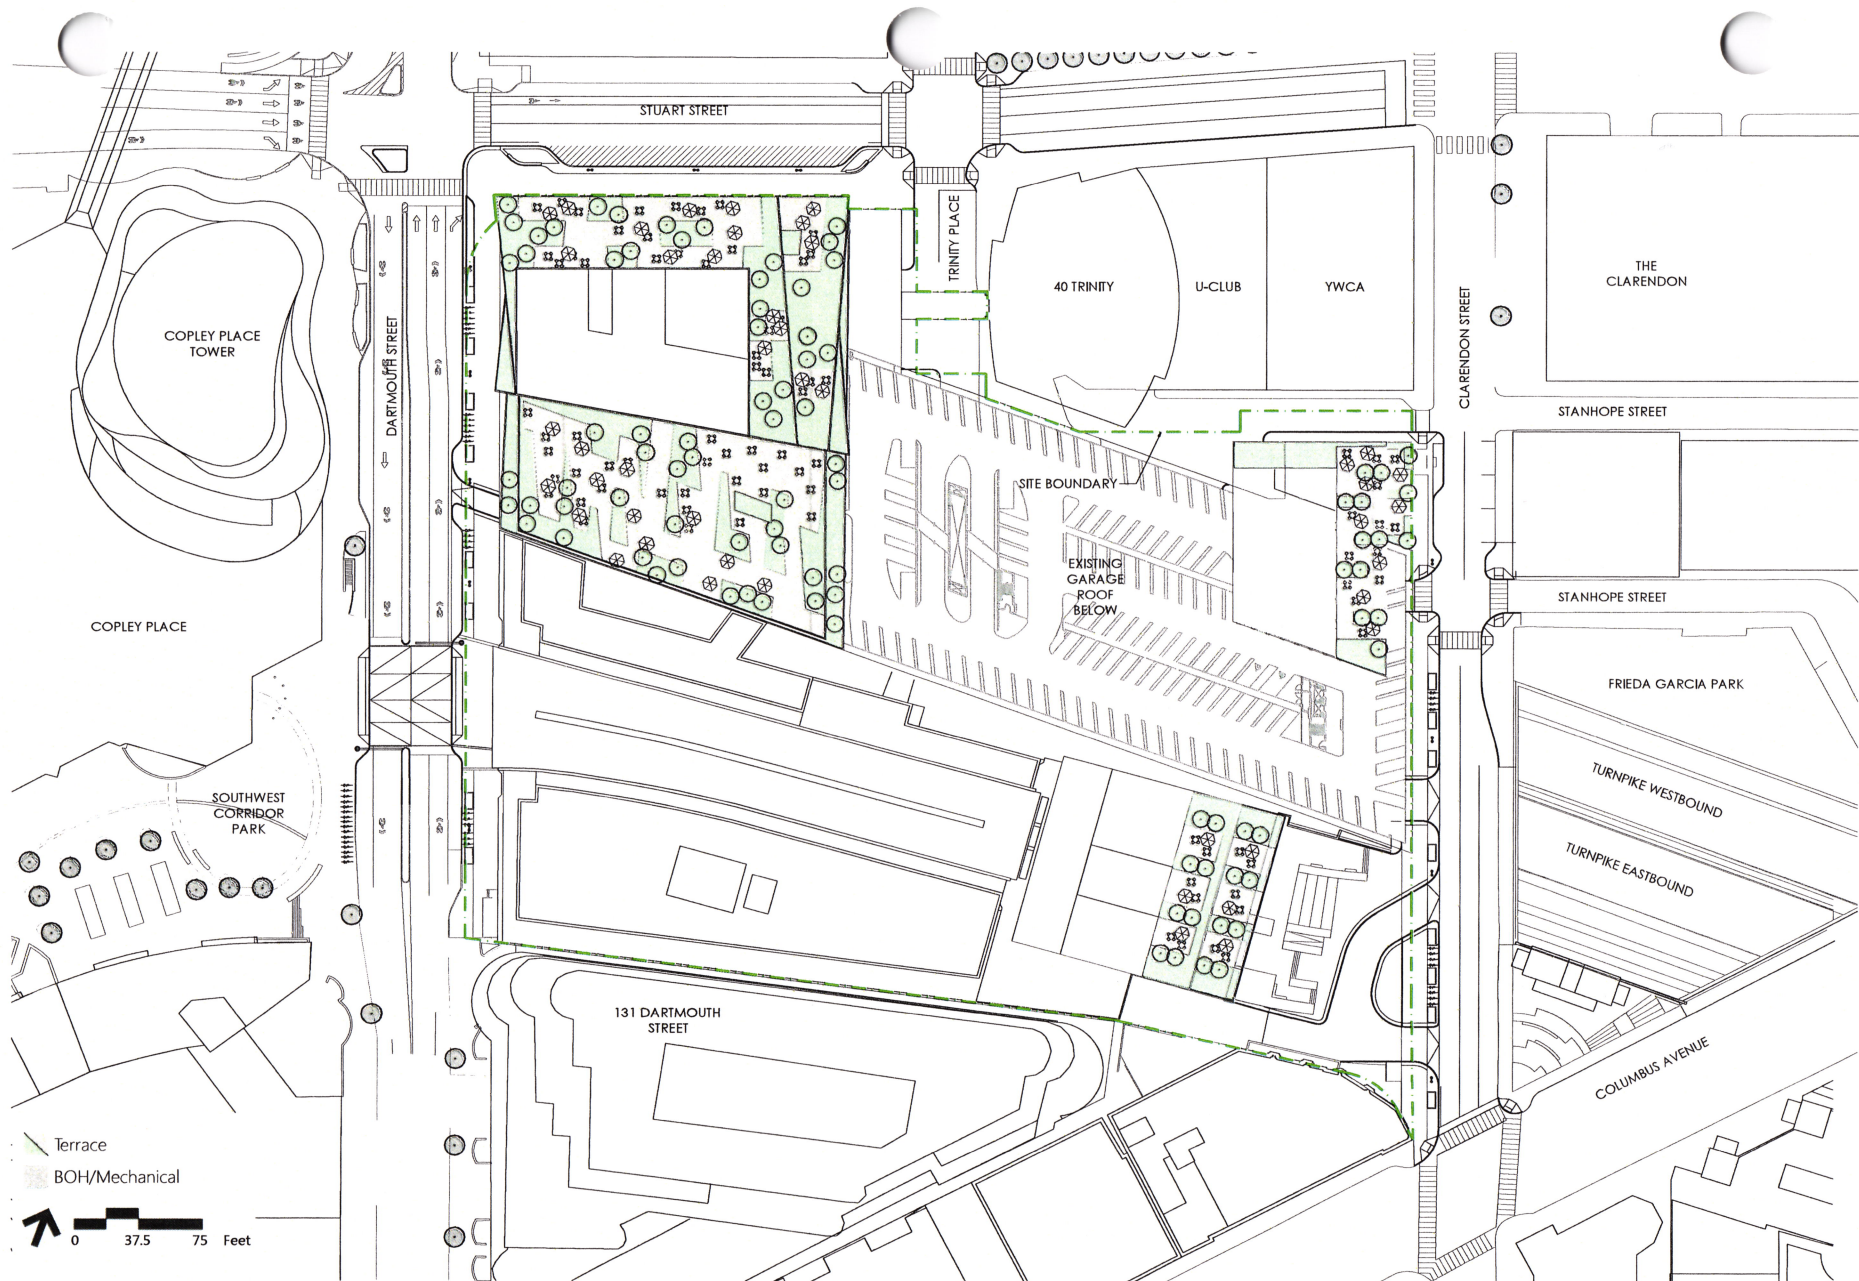 STUART STREET
TRINITY PLACE
40 TRINITY
U-CLUB
YWCA
CLARENDON STREET
THE
CLARENDON
COPLEY PLACE
TOWER
DARTMOUTH STREET
STANHOPE STREET
SITE BOUNDARY
EXISTING
GARAGE
ROOF
BELOW
STANHOPE STREET
COPLEY PLACE
FRIEDA GARCIA PARK
TURNPIKE WESTBOUND
SOUTHWEST
CORRIDOR
PARK
TURNPIKE EASTBOUND
131 DARTMOUTH
STREET
COLUMBUS AVENUE
Terrace
BOH/Mechanical
0 37.5 75 Feet